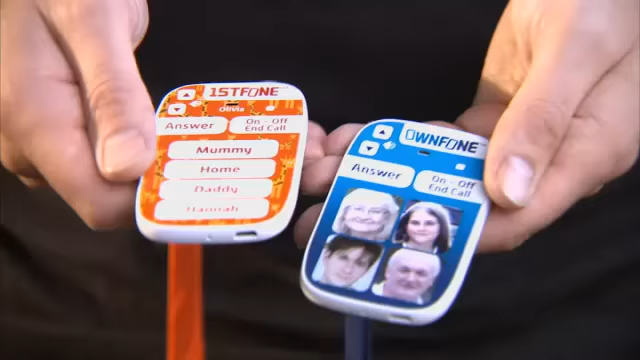 1STFONE
Olivia
Answer
On - Off
End Call
Mummy
Home
Daddy
Hannah
OWNFONE
Answer
On - Off
End Call